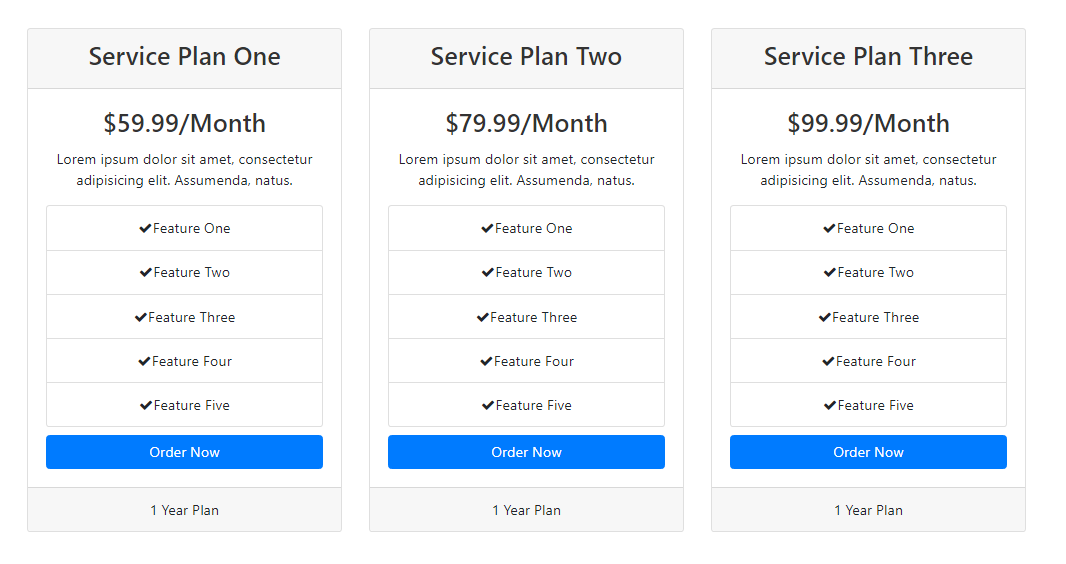 Service Plan One
$59.99/Month
Lorem ipsum dolor sit amet, consectetur
adipisicing elit. Assumenda, natus.
✔Feature One
✔Feature Two
✔Feature Three
✔Feature Four
✔Feature Five
Order Now
1 Year Plan
Service Plan Two
$79.99/Month
Lorem ipsum dolor sit amet, consectetur
adipisicing elit. Assumenda, natus.
✔Feature One
✔Feature Two
✔Feature Three
✔Feature Four
✔Feature Five
Order Now
1 Year Plan
Service Plan Three
$99.99/Month
Lorem ipsum dolor sit amet, consectetur
adipisicing elit. Assumenda, natus.
✔Feature One
✔Feature Two
✔Feature Three
✔Feature Four
✔Feature Five
Order Now
1 Year Plan